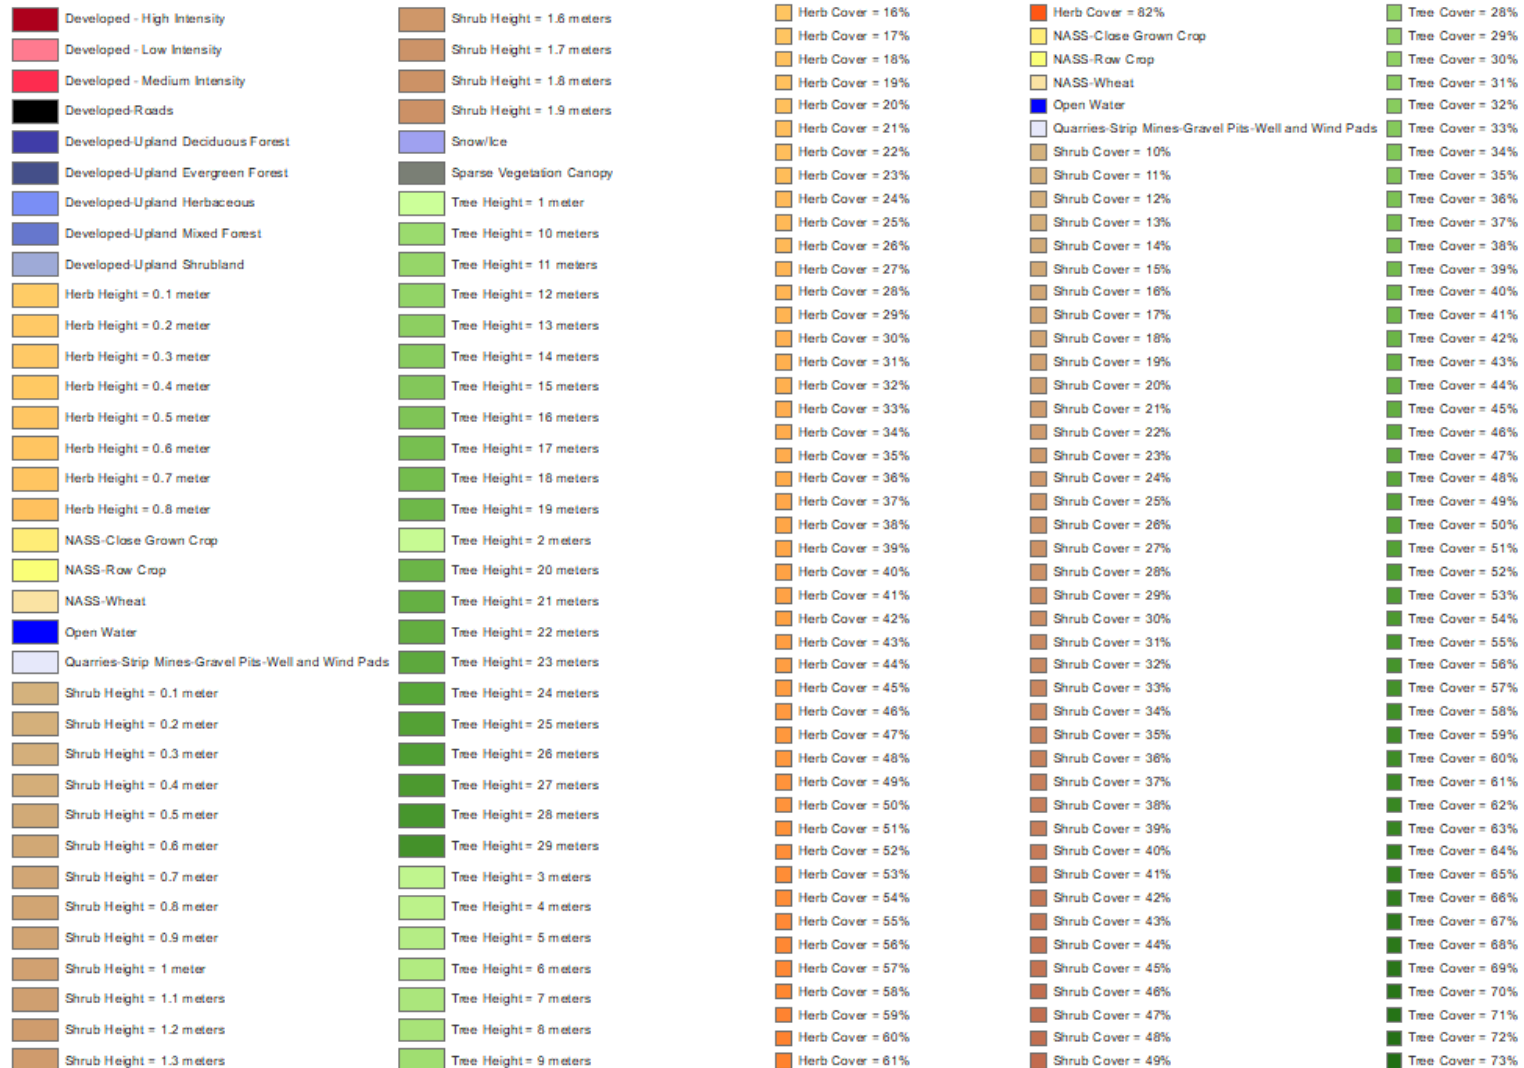 Developed - High Intensity
Developed - Low Intensity
Developed - Medium Intensity
Developed-Roads
Developed-Upland Deciduous Forest
Developed-Upland Evergreen Forest
Developed-Upland Herbaceous
Developed-Upland Mixed Forest
Developed-Upland Shrubland
Herb Height = 0.1 meter
Herb Height = 0.2 meter
Herb Height = 0.3 meter
Herb Height = 0.4 meter
Herb Height = 0.5 meter
Herb Height = 0.6 meter
Herb Height = 0.7 meter
Herb Height = 0.8 meter
NASS-Close Grown Crop
NASS-Row Crop
NASS-Wheat
Open Water
Quarries-Strip Mines-Gravel Pits-Well and Wind Pads
Shrub Height = 0.1 meter
Shrub Height = 0.2 meter
Shrub Height = 0.3 meter
Shrub Height = 0.4 meter
Shrub Height = 0.5 meter
Shrub Height = 0.6 meter
Shrub Height = 0.7 meter
Shrub Height = 0.8 meter
Shrub Height = 0.9 meter
Shrub Height = 1 meter
Shrub Height = 1.1 meters
Shrub Height = 1.2 meters
Shrub Height = 1.3 meters
Shrub Height = 1.6 meters
Shrub Height = 1.7 meters
Shrub Height = 1.8 meters
Shrub Height = 1.9 meters
Snow/Ice
Sparse Vegetation Canopy
Tree Height = 1 meter
Tree Height = 10 meters
Tree Height = 11 meters
Tree Height = 12 meters
Tree Height = 13 meters
Tree Height = 14 meters
Tree Height = 15 meters
Tree Height = 16 meters
Tree Height = 17 meters
Tree Height = 18 meters
Tree Height = 19 meters
Tree Height = 2 meters
Tree Height = 20 meters
Tree Height = 21 meters
Tree Height = 22 meters
Tree Height = 23 meters
Tree Height = 24 meters
Tree Height = 25 meters
Tree Height = 26 meters
Tree Height = 27 meters
Tree Height = 28 meters
Tree Height = 29 meters
Tree Height = 3 meters
Tree Height = 4 meters
Tree Height = 5 meters
Tree Height = 6 meters
Tree Height = 7 meters
Tree Height = 8 meters
Tree Height = 9 meters
Herb Cover = 16%
Herb Cover = 17%
Herb Cover = 18%
Herb Cover = 19%
Herb Cover = 20%
Herb Cover = 21%
Herb Cover = 22%
Herb Cover = 23%
Herb Cover = 24%
Herb Cover = 25%
Herb Cover = 26%
Herb Cover = 27%
Herb Cover = 28%
Herb Cover = 29%
Herb Cover = 30%
Herb Cover = 31%
Herb Cover = 32%
Herb Cover = 33%
Herb Cover = 34%
Herb Cover = 35%
Herb Cover = 36%
Herb Cover = 37%
Herb Cover = 38%
Herb Cover = 39%
Herb Cover = 40%
Herb Cover = 41%
Herb Cover = 42%
Herb Cover = 43%
Herb Cover = 44%
Herb Cover = 45%
Herb Cover = 46%
Herb Cover = 47%
Herb Cover = 48%
Herb Cover = 49%
Herb Cover = 50%
Herb Cover = 51%
Herb Cover = 52%
Herb Cover = 53%
Herb Cover = 54%
Herb Cover = 55%
Herb Cover = 56%
Herb Cover = 57%
Herb Cover = 58%
Herb Cover = 59%
Herb Cover = 60%
Herb Cover = 61%
Herb Cover = 82%
NASS-Close Grown Crop
NASS-Row Crop
NASS-Wheat
Open Water
Quarries-Strip Mines-Gravel Pits-Well and Wind Pads
Shrub Cover = 10%
Shrub Cover = 11%
Shrub Cover = 12%
Shrub Cover = 13%
Shrub Cover = 14%
Shrub Cover = 15%
Shrub Cover = 16%
Shrub Cover = 17%
Shrub Cover = 18%
Shrub Cover = 19%
Shrub Cover = 20%
Shrub Cover = 21%
Shrub Cover = 22%
Shrub Cover = 23%
Shrub Cover = 24%
Shrub Cover = 25%
Shrub Cover = 26%
Shrub Cover = 27%
Shrub Cover = 28%
Shrub Cover = 29%
Shrub Cover = 30%
Shrub Cover = 31%
Shrub Cover = 32%
Shrub Cover = 33%
Shrub Cover = 34%
Shrub Cover = 35%
Shrub Cover = 36%
Shrub Cover = 37%
Shrub Cover = 38%
Shrub Cover = 39%
Shrub Cover = 40%
Shrub Cover = 41%
Shrub Cover = 42%
Shrub Cover = 43%
Shrub Cover = 44%
Shrub Cover = 45%
Shrub Cover = 46%
Shrub Cover = 47%
Shrub Cover = 48%
Shrub Cover = 49%
Tree Cover = 28%
Tree Cover = 29%
Tree Cover = 30%
Tree Cover = 31%
Tree Cover = 32%
Tree Cover = 33%
Tree Cover = 34%
Tree Cover = 35%
Tree Cover = 36%
Tree Cover = 37%
Tree Cover = 38%
Tree Cover = 39%
Tree Cover = 40%
Tree Cover = 41%
Tree Cover = 42%
Tree Cover = 43%
Tree Cover = 44%
Tree Cover = 45%
Tree Cover = 46%
Tree Cover = 47%
Tree Cover = 48%
Tree Cover = 49%
Tree Cover = 50%
Tree Cover = 51%
Tree Cover = 52%
Tree Cover = 53%
Tree Cover = 54%
Tree Cover = 55%
Tree Cover = 56%
Tree Cover = 57%
Tree Cover = 58%
Tree Cover = 59%
Tree Cover = 60%
Tree Cover = 61%
Tree Cover = 62%
Tree Cover = 63%
Tree Cover = 64%
Tree Cover = 65%
Tree Cover = 66%
Tree Cover = 67%
Tree Cover = 68%
Tree Cover = 69%
Tree Cover = 70%
Tree Cover = 71%
Tree Cover = 72%
Tree Cover = 73%